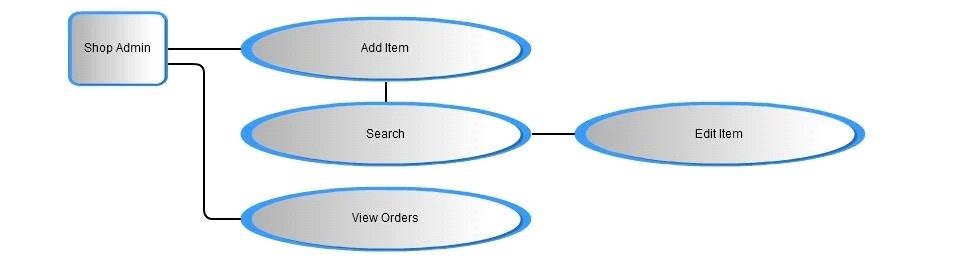 Shop Admin
Add Item
Search
Edit Item
View Orders